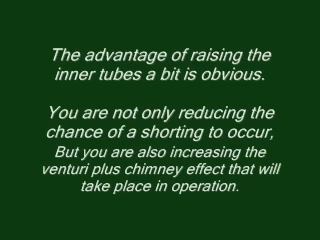 The advantage of raising the
inner tubes a bit is obvious.
You are not only reducing the
chance of a shorting to occur,
But you are also increasing the
venturi plus chimney effect that will
take place in operation.